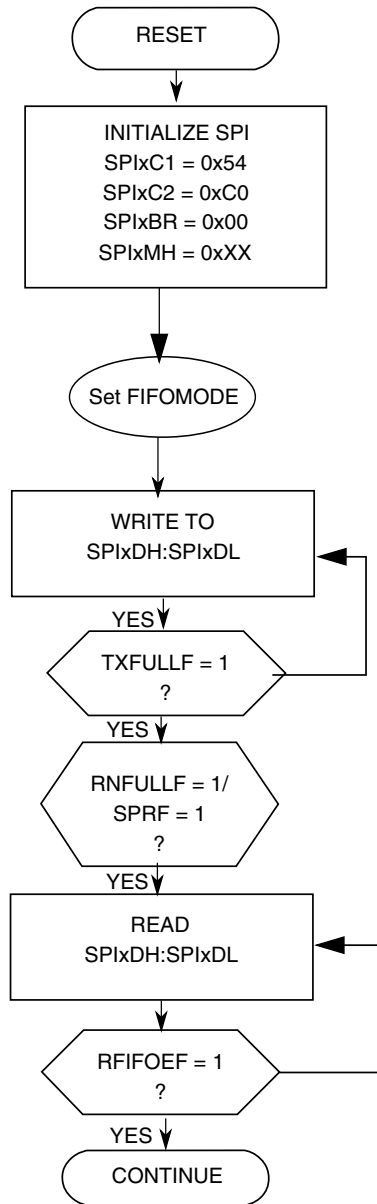 RESET
INITIALIZE SPI
SPIxC1 = 0x54
SPIxC2 = 0xC0
SPIxBR = 0x00
SPIxMH = 0xXX
Set FIFOMODE
WRITE TO
SPIxDH:SPIxDL
YES
TXFULLF = 1
?
YES
RNFULLF = 1/
SPRF = 1
?
YES
READ
SPIxDH:SPIxDL
RFIFOEF = 1
?
YES
CONTINUE